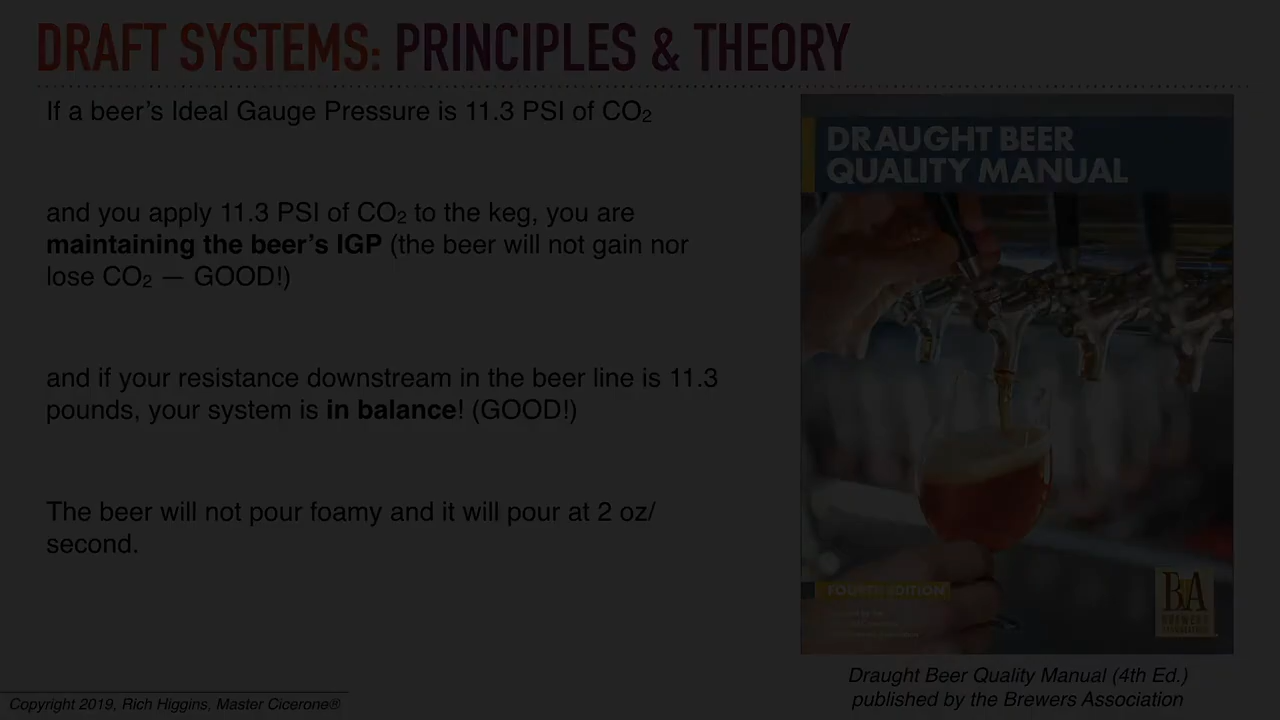 DRAFT SYSTEMS: PRINCIPLES & THEORY
If a beer’s Ideal Gauge Pressure is 11.3 PSI of CO₂
and you apply 11.3 PSI of CO₂ to the keg, you are
maintaining the beer’s IGP (the beer will not gain nor
lose CO₂ — GOOD!)
and if your resistance downstream in the beer line is 11.3
pounds, your system is in balance! (GOOD!)
The beer will not pour foamy and it will pour at 2 oz/
second.
DRAUGHT BEER
QUALITY MANUAL
FOURTH EDITION
BA
BREWERS
Draught Beer Quality Manual (4th Ed.)
published by the Brewers Association
Copyright 2019, Rich Higgins, Master Cicerone®